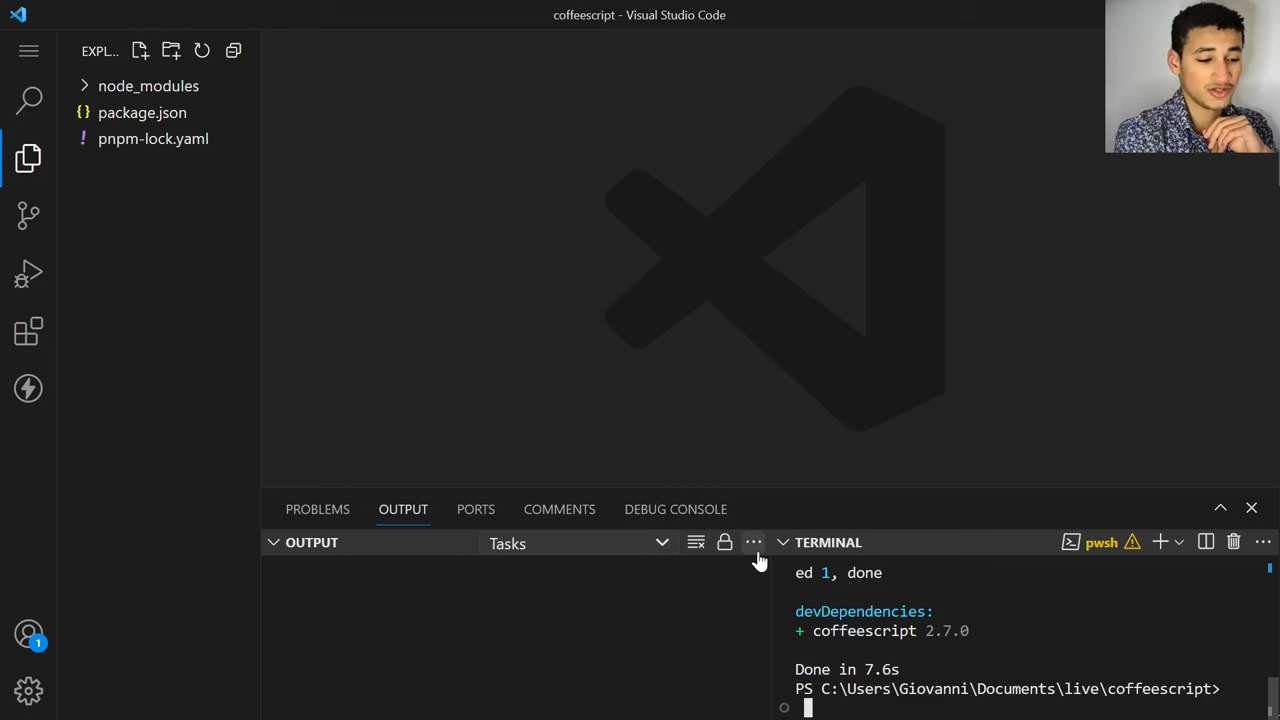 coffeescript - Visual Studio Code
EXPL...
node_modules
{} package.json
! pnpm-lock.yaml
PROBLEMS OUTPUT PORTS COMMENTS DEBUG CONSOLE
OUTPUT Tasks
TERMINAL pwsh
ed 1, done
devDependencies:
+ coffeescript 2.7.0
Done in 7.6s
PS C:\Users\Giovanni\Documents\live\coffeescript>
1